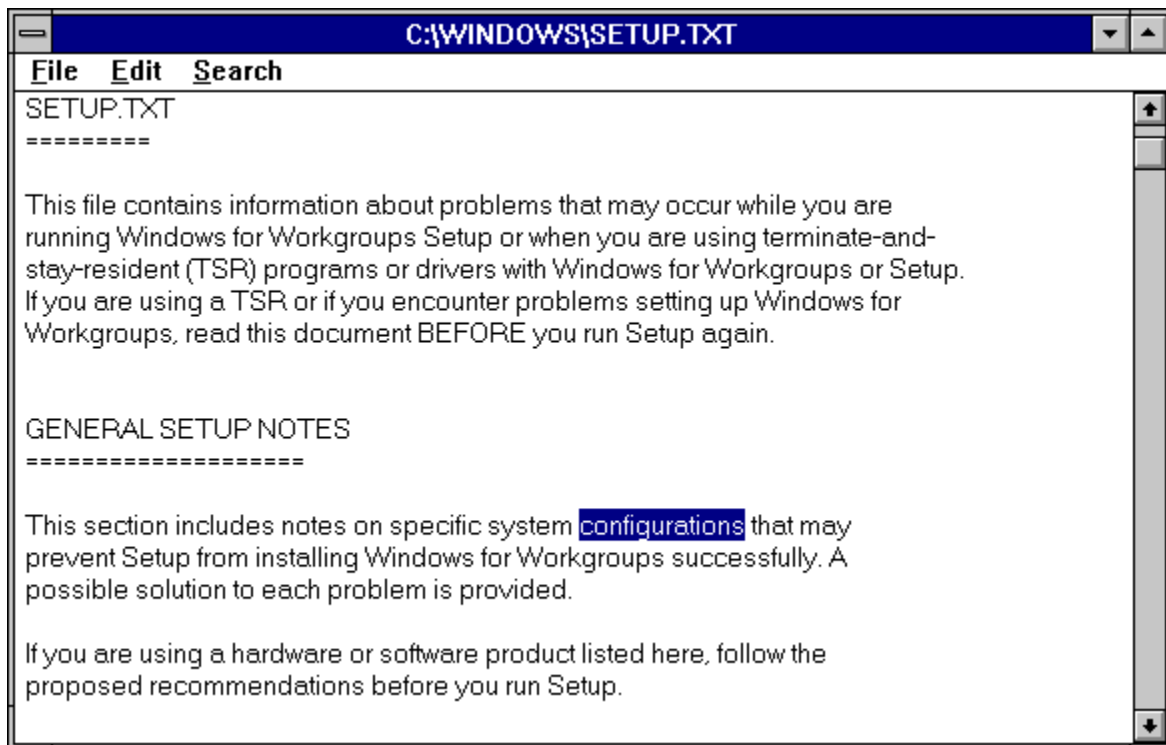 C:\WINDOWS\SETUP.TXT
File Edit Search
SETUP.TXT
=========
This file contains information about problems that may occur while you are
running Windows for Workgroups Setup or when you are using terminate-and-
stay-resident (TSR) programs or drivers with Windows for Workgroups or Setup.
If you are using a TSR or if you encounter problems setting up Windows for
Workgroups, read this document BEFORE you run Setup again.
GENERAL SETUP NOTES
====================
This section includes notes on specific system configurations that may
prevent Setup from installing Windows for Workgroups successfully. A
possible solution to each problem is provided.
If you are using a hardware or software product listed here, follow the
proposed recommendations before you run Setup.